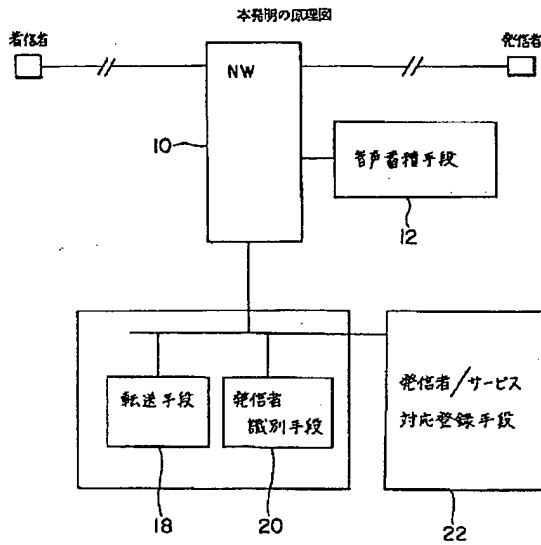 本発明の原理図
着信者
発信者
NW
10
音声蓄積手段
12
転送手段
発信者
識別手段
発信者/サービス
対応登録手段
18
20
22